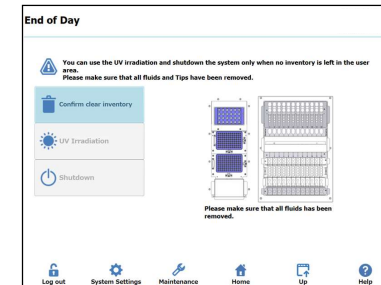 End of Day
You can use the UV irradiation and shutdown the system only when no inventory is left in the user
area.
Please make sure that all fluids and Tips have been removed.
Confirm clear inventory
UV Irradiation
Shutdown
Please make sure that all fluids has been
removed.
Log out System Settings Maintenance Home Up Help